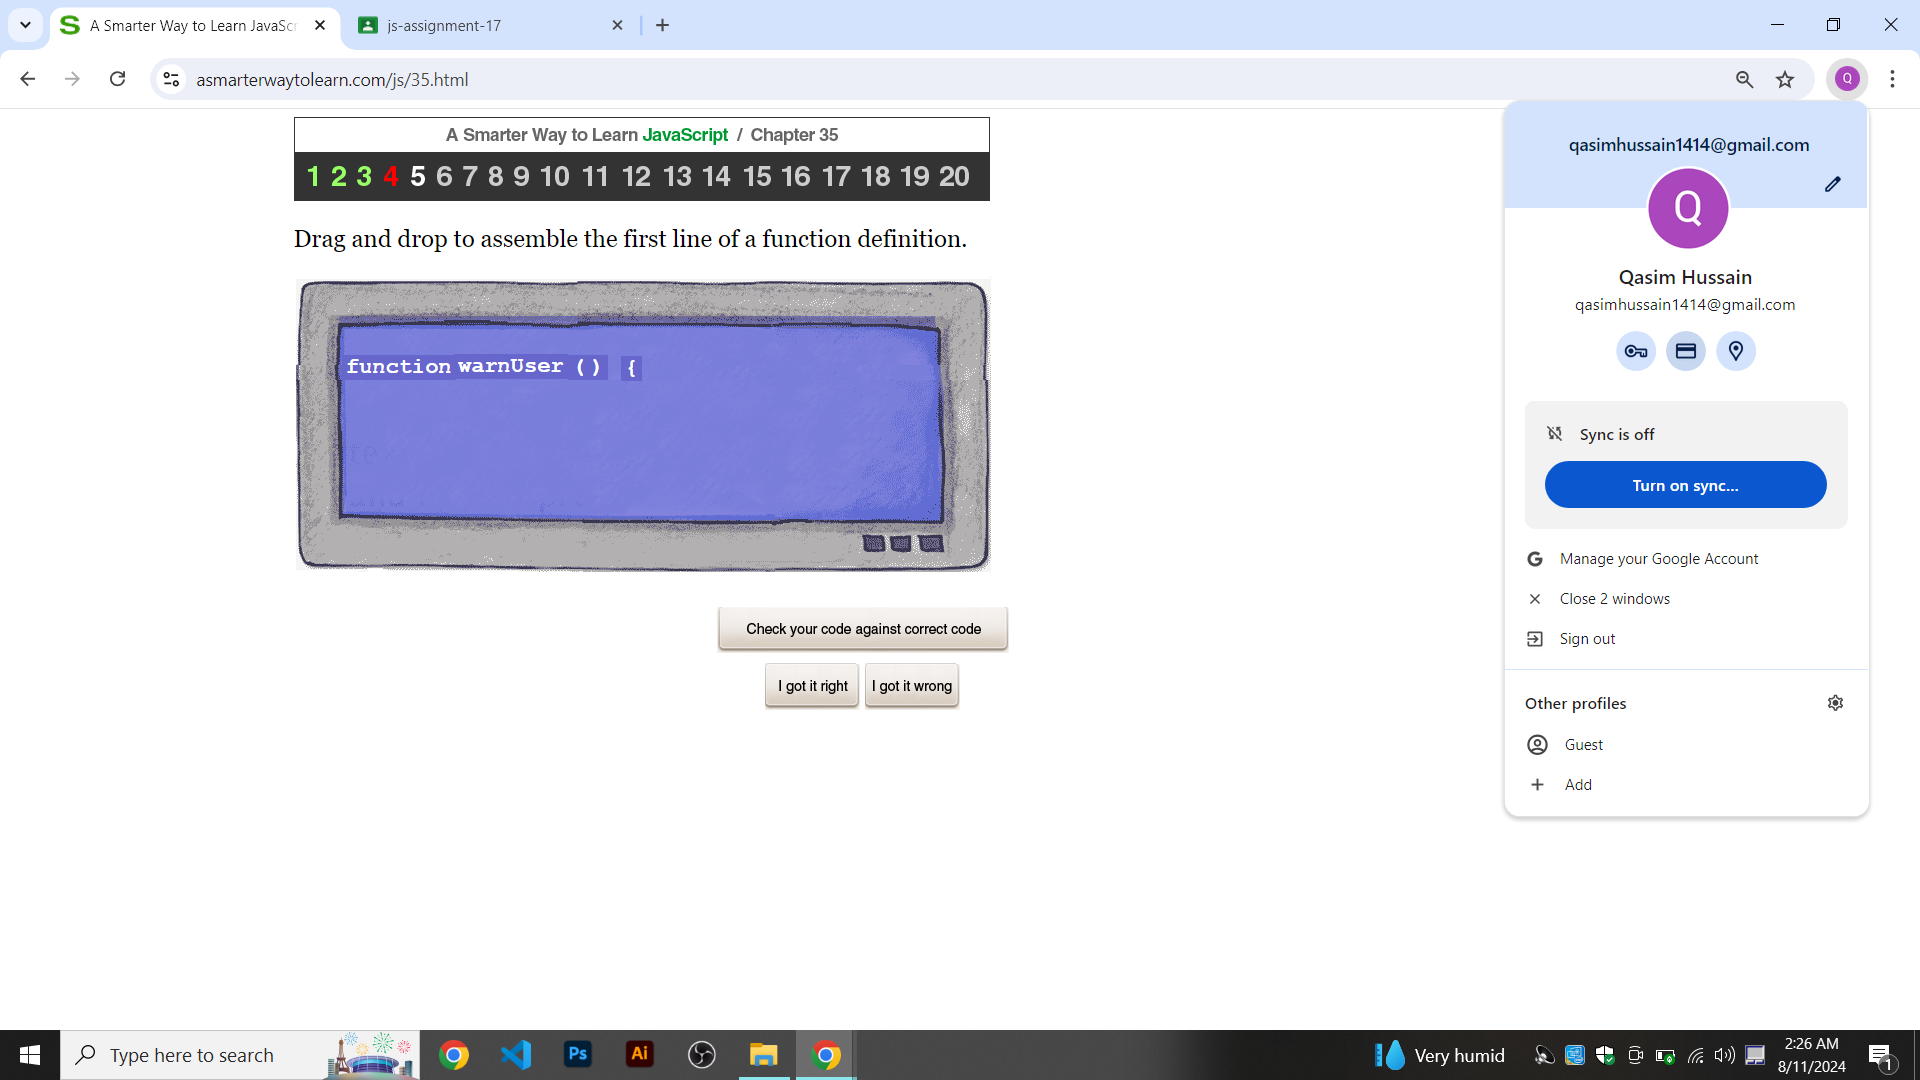 A Smarter Way to Learn JavaScr
js-assignment-17
asmarterwaytolearn.com/js/35.html
Q
A Smarter Way to Learn JavaScript / Chapter 35
1 2 3 4 5 6 7 8 9 10 11 12 13 14 15 16 17 18 19 20
Drag and drop to assemble the first line of a function definition.
function warnUser () {
Check your code against correct code
I got it right
I got it wrong
qasimhussain1414@gmail.com
Q
Qasim Hussain
qasimhussain1414@gmail.com
Sync is off
Turn on sync...
Manage your Google Account
Close 2 windows
Sign out
Other profiles
Guest
Add
Type here to search
Ps
Ai
Very humid
2:26 AM
8/11/2024
1